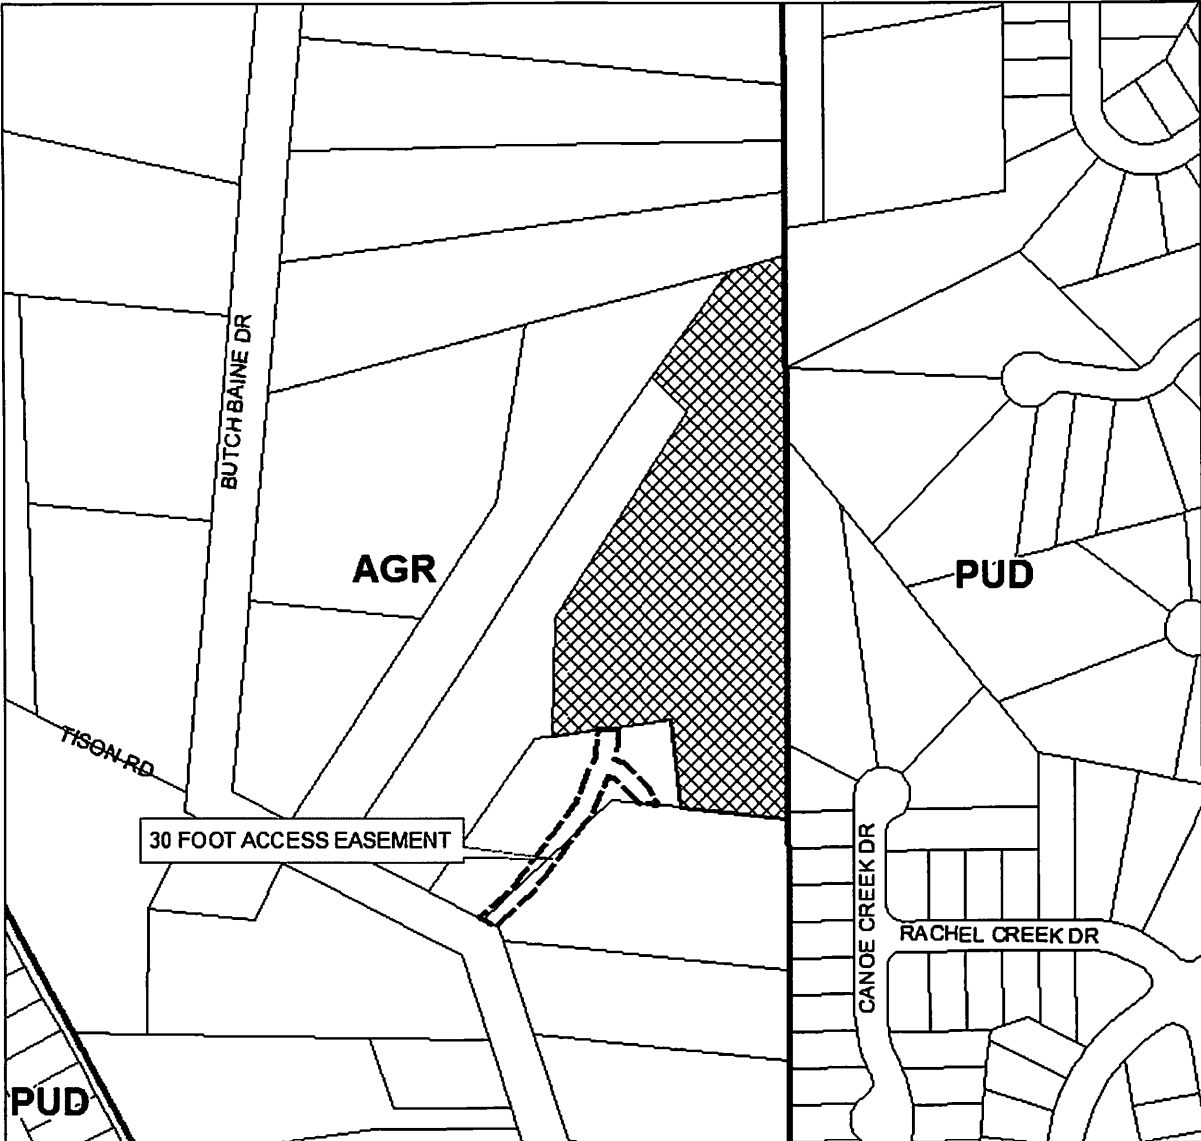 BUTCH BAINE DR
AGR
PUD
TISON RD
30 FOOT ACCESS EASEMENT
CANOE CREEK DR
RACHEL CREEK DR
PUD